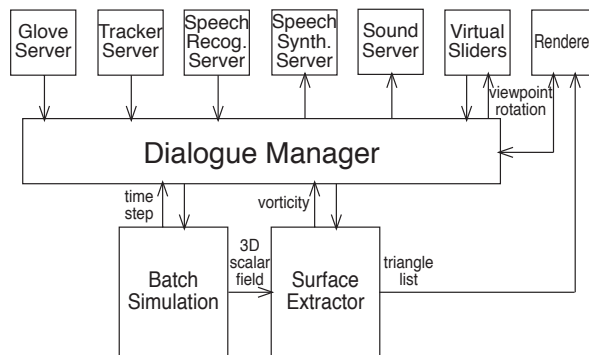 Glove
Server
Tracker
Server
Speech
Recog.
Server
Speech
Synth.
Server
Sound
Server
Virtual
Sliders
Rendere
viewpoint
rotation
Dialogue Manager
time
step
vorticity
Batch
Simulation
3D
scalar
field
Surface
Extractor
triangle
list